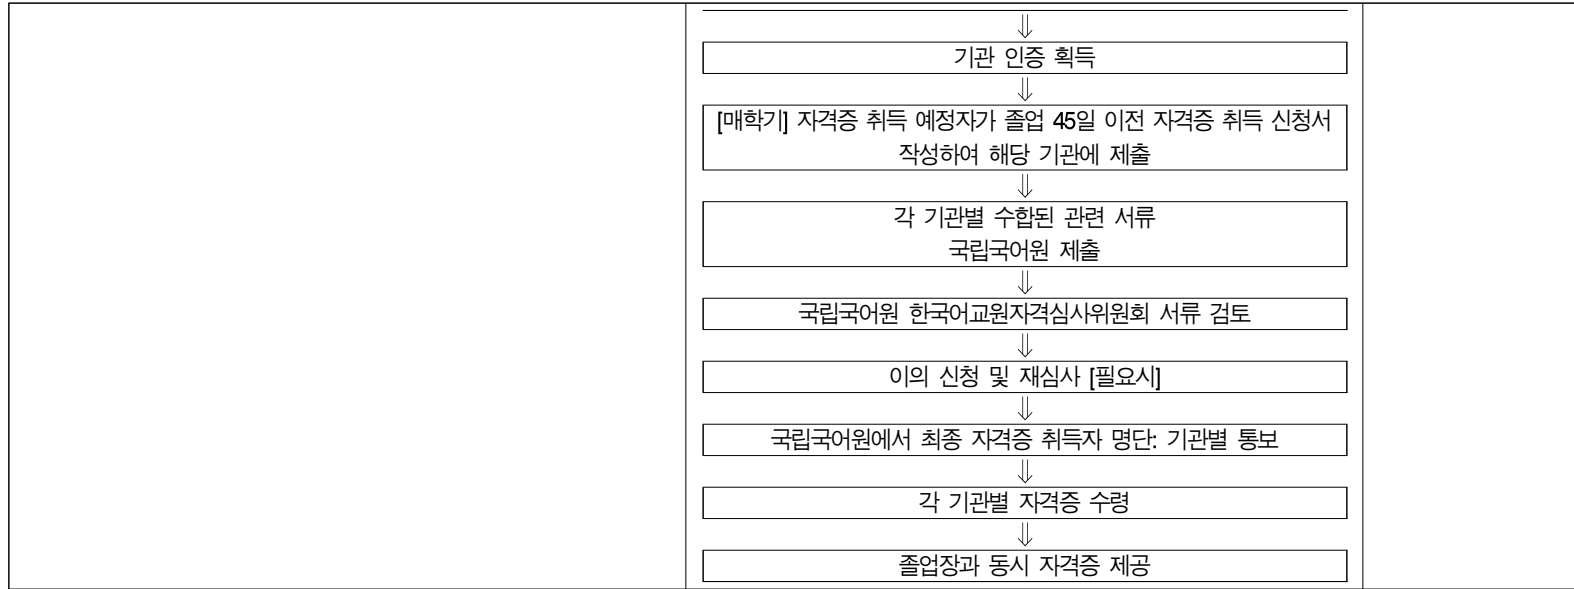 ⇓
기관 인증 획득
⇓
[매학기] 자격증 취득 예정자가 졸업 45일 이전 자격증 취득 신청서
작성하여 해당 기관에 제출
⇓
각 기관별 수합된 관련 서류
국립국어원 제출
⇓
국립국어원 한국어교원자격심사위원회 서류 검토
⇓
이의 신청 및 재심사 [필요시]
⇓
국립국어원에서 최종 자격증 취득자 명단: 기관별 통보
⇓
각 기관별 자격증 수령
⇓
졸업장과 동시 자격증 제공